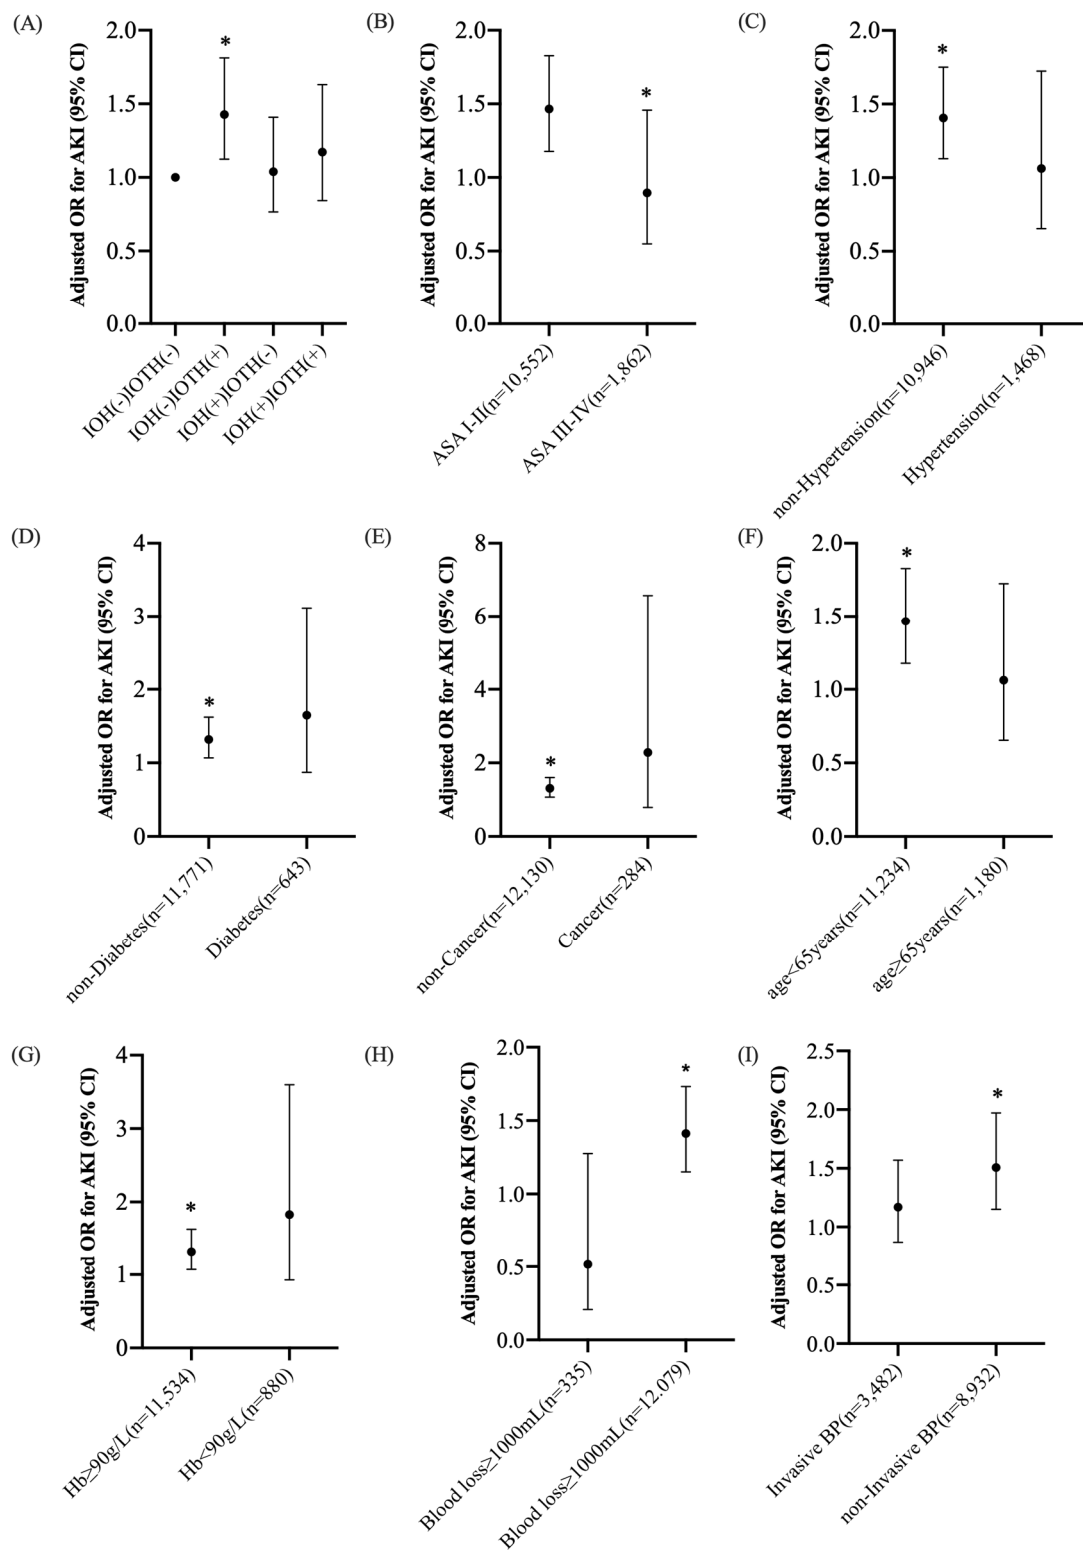 (A)
Adjusted OR for AKI (95% CI)
2.0
1.5
1.0
0.5
0.0
*
IOH(-)IOTH(-)
IOH(-)IOTH(+)
IOH(+)IOTH(-)
IOH(+)IOTH(+)
(B)
Adjusted OR for AKI (95% CI)
2.0
1.5
1.0
0.5
0.0
*
ASA I-II(n=10,552)
ASA III-IV(n=1,862)
(C)
Adjusted OR for AKI (95% CI)
2.0
1.5
1.0
0.5
0.0
*
non-Hypertension(n=10,946)
Hypertension(n=1,468)
(D)
Adjusted OR for AKI (95% CI)
4
3
2
1
0
*
non-Diabetes(n=11,771)
Diabetes(n=643)
(E)
Adjusted OR for AKI (95% CI)
8
6
4
2
0
*
non-Cancer(n=12,130)
Cancer(n=284)
(F)
Adjusted OR for AKI (95% CI)
2.0
1.5
1.0
0.5
0.0
*
age<65years(n=11,234)
age≥65years(n=1,180)
(G)
Adjusted OR for AKI (95% CI)
4
3
2
1
0
*
Hb≥90g/L(n=11,534)
Hb<90g/L(n=880)
(H)
Adjusted OR for AKI (95% CI)
2.0
1.5
1.0
0.5
0.0
*
Blood loss≥1000mL(n=335)
Blood loss≥1000mL(n=12.079)
(I)
Adjusted OR for AKI (95% CI)
2.5
2.0
1.5
1.0
0.5
0.0
*
Invasive BP(n=3,482)
non-Invasive BP(n=8,932)